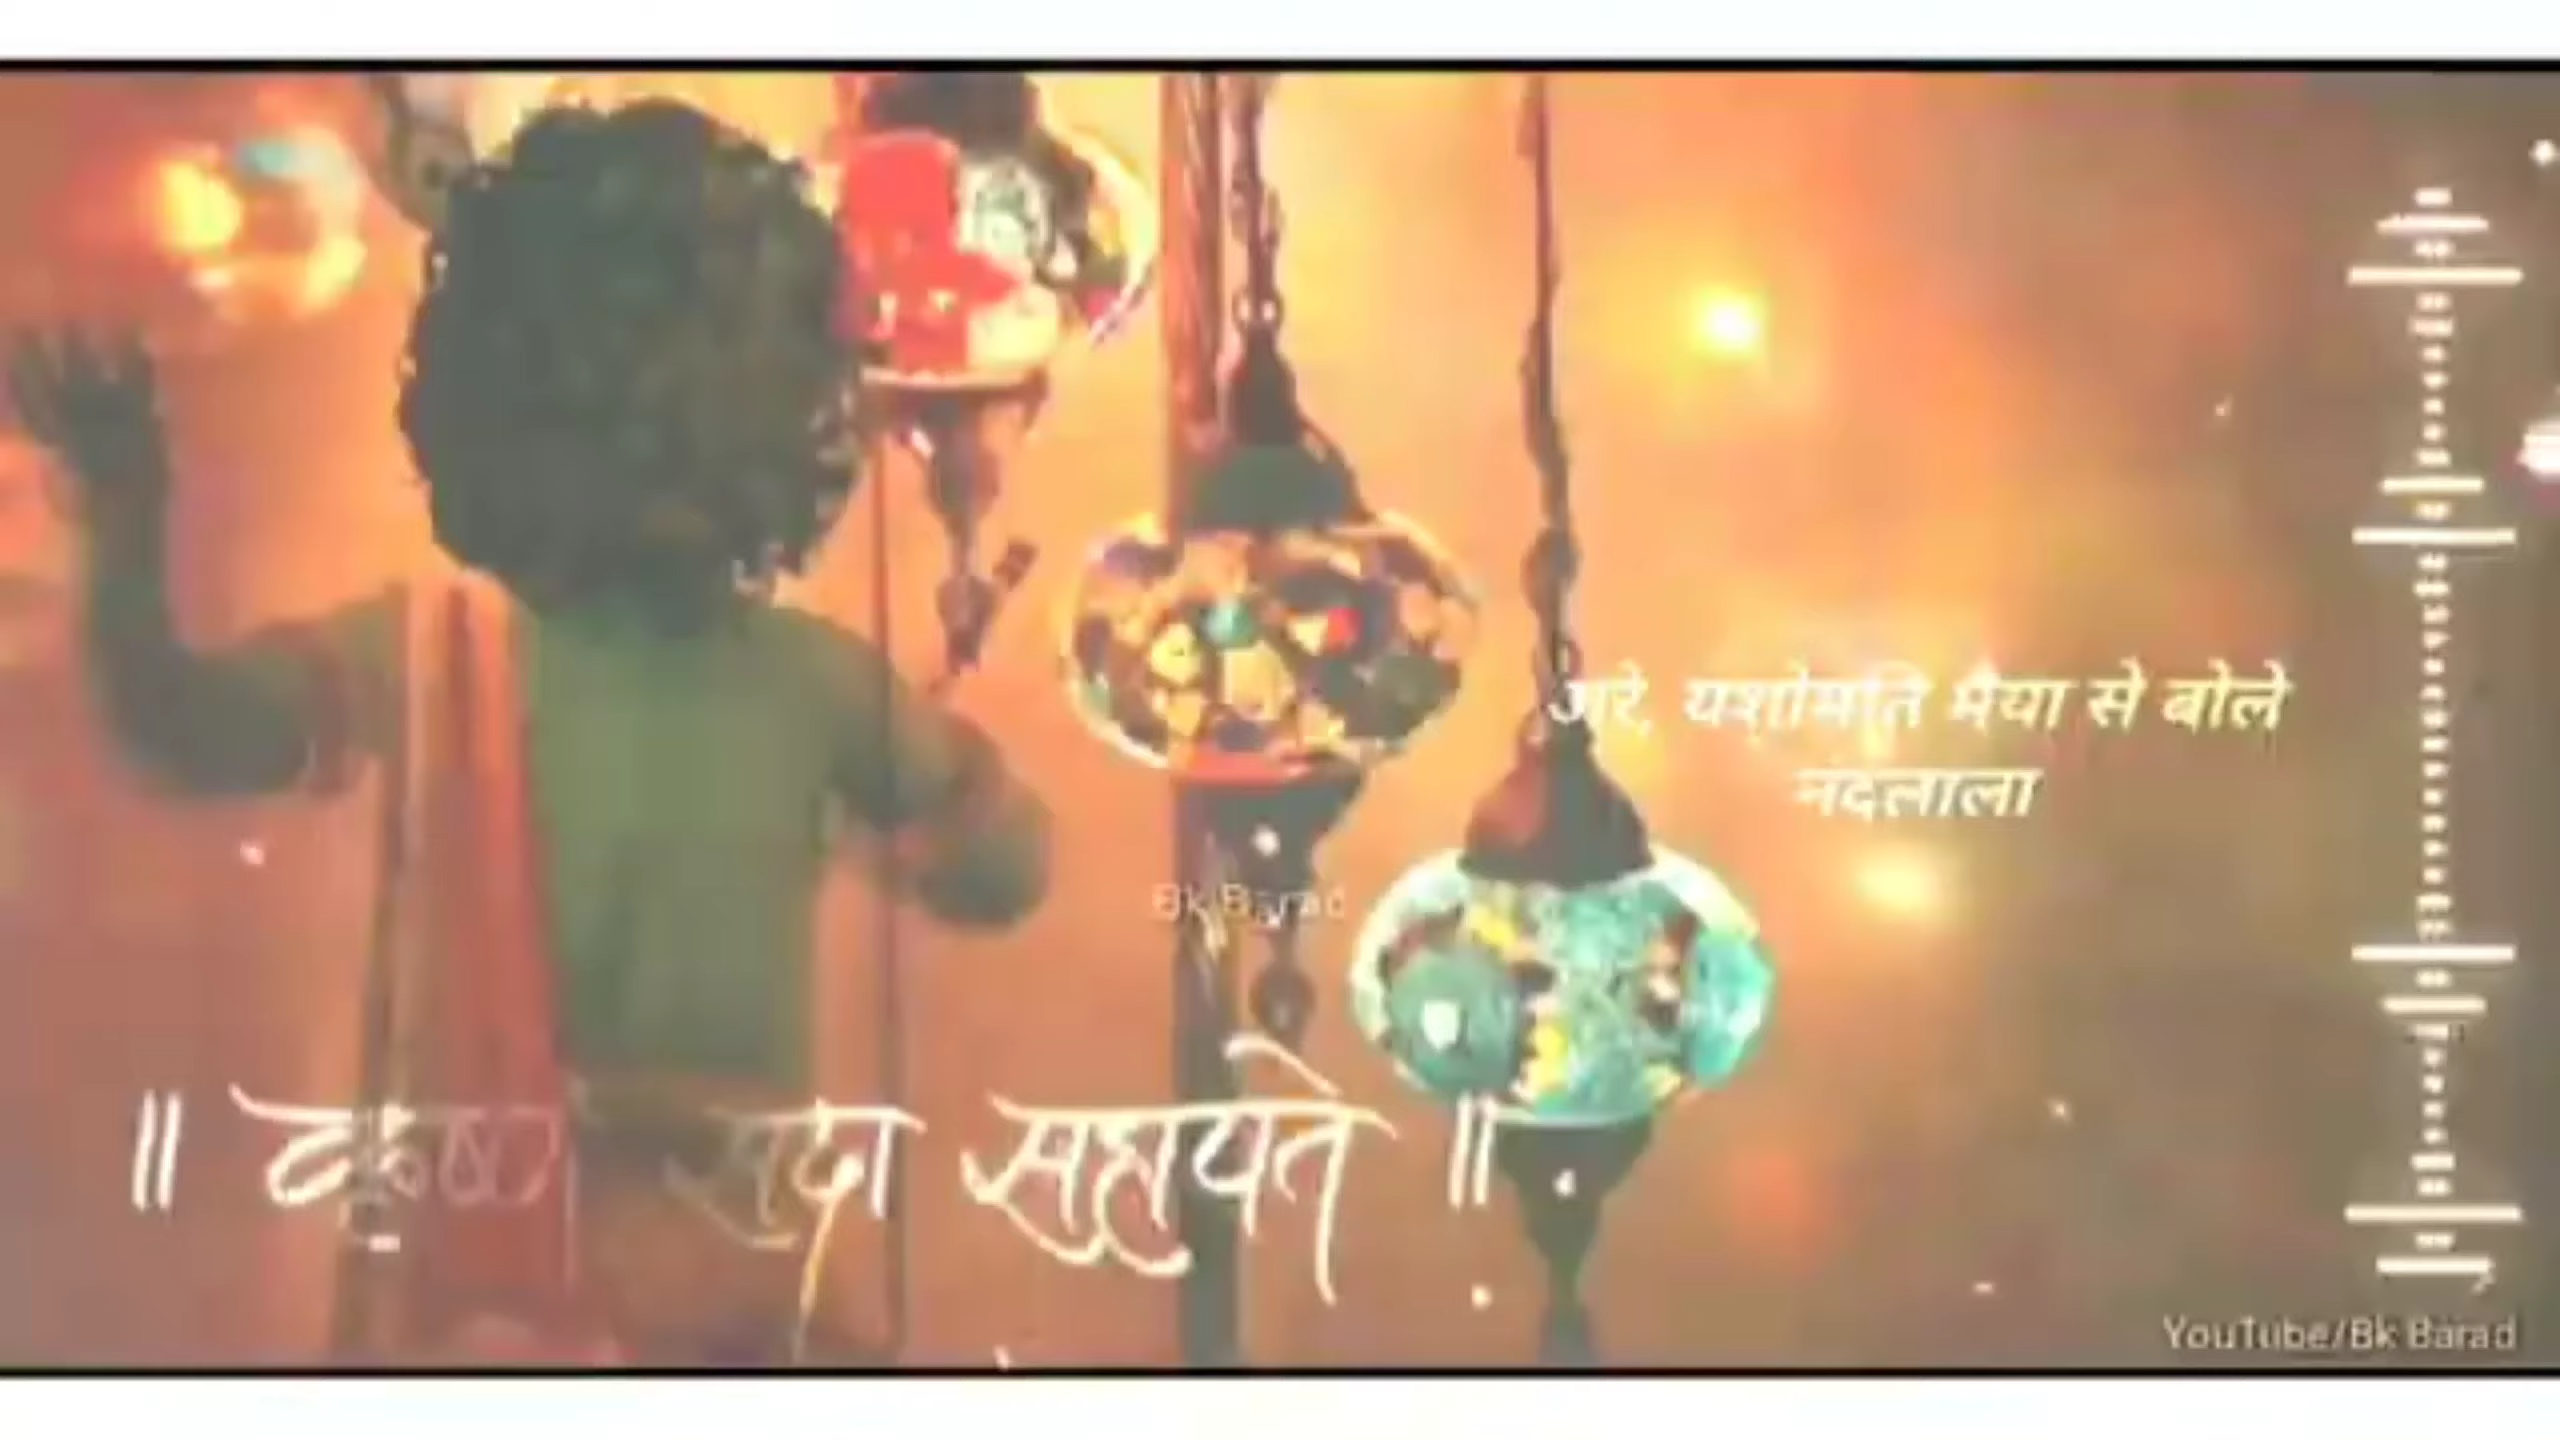 अरे, यशोमति मैया से बोले
नंदलाला
Bk Barad
॥ कृष्ण सदा सहायते ॥
YouTube/Bk Barad